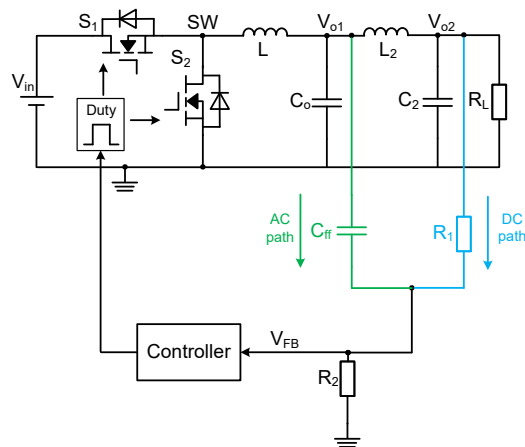 S1 SW Vo1 Vo2
S2 L L2
Vin
Duty Co C2 RL
AC path Cff R1 DC path
VFB
Controller
R2